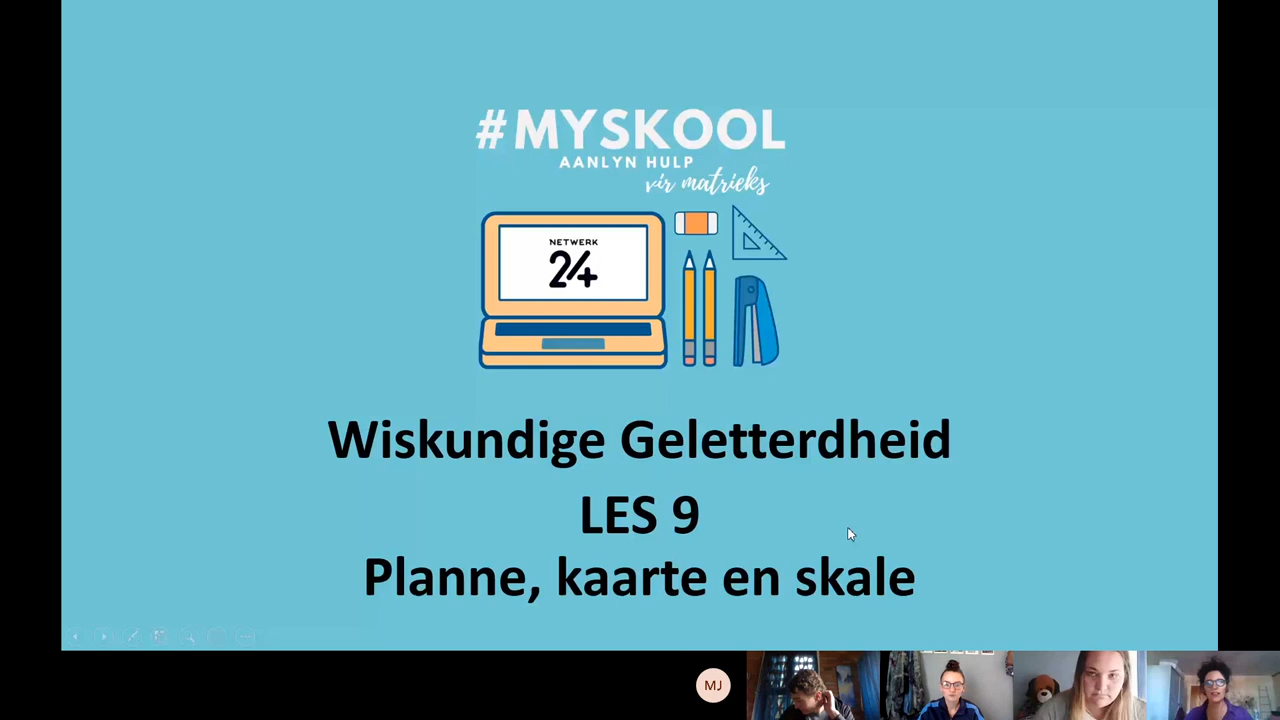 #MYSKOOL
AANLYN HULP
vir matrieks
NETWERK
24
Wiskundige Geletterdheid
LES 9
Planne, kaarte en skale
MJ